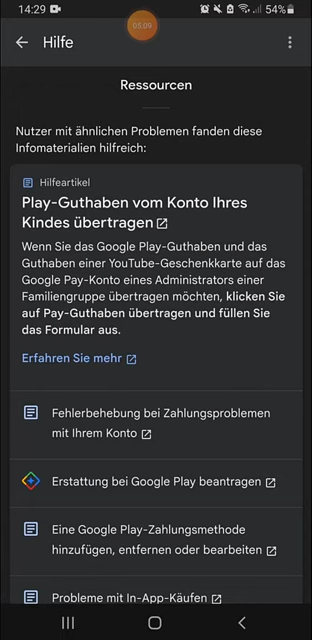 14:29
54%
05:09
Hilfe
Ressourcen
Nutzer mit ähnlichen Problemen fanden diese
Infomaterialien hilfreich:
Hilfeartikel
Play-Guthaben vom Konto Ihres
Kindes übertragen
Wenn Sie das Google Play-Guthaben und das
Guthaben einer YouTube-Geschenkkarte auf das
Google Pay-Konto eines Administrators einer
Familiengruppe übertragen möchten, klicken Sie
auf Pay-Guthaben übertragen und füllen Sie
das Formular aus.
Erfahren Sie mehr
Fehlerbehebung bei Zahlungsproblemen
mit Ihrem Konto
Erstattung bei Google Play beantragen
Eine Google Play-Zahlungsmethode
hinzufügen, entfernen oder bearbeiten
Probleme mit In-App-Käufen